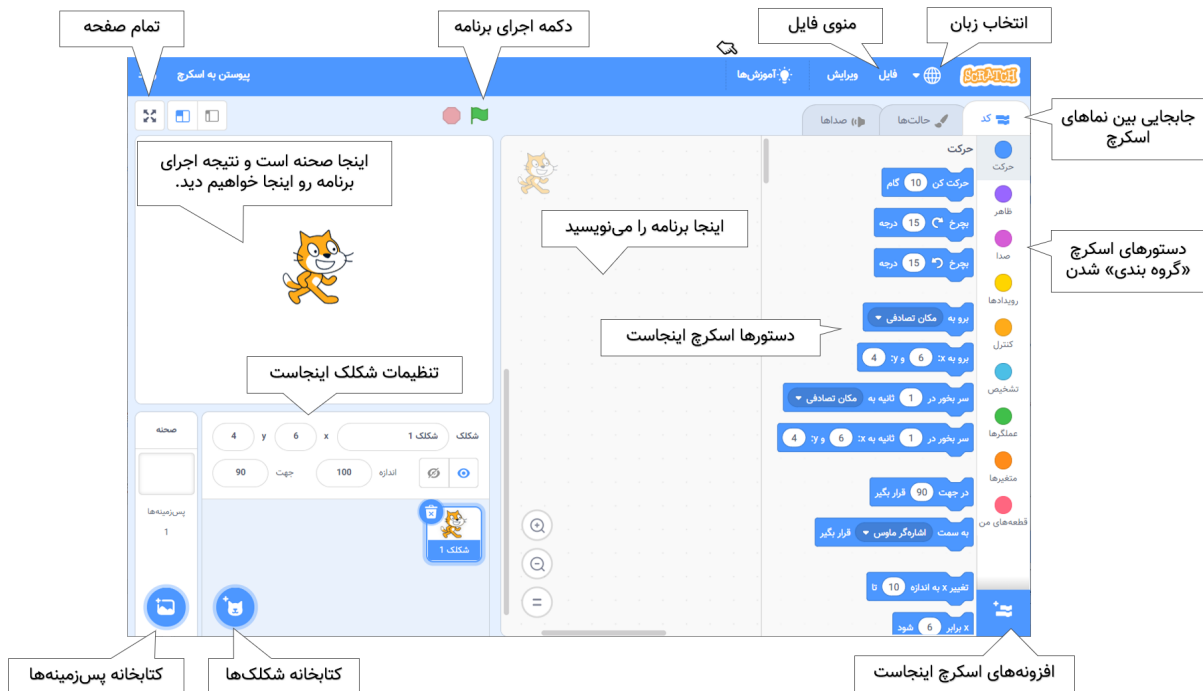 انتخاب زبان
منوی فایل
دکمه اجرای برنامه
تمام صفحه
SCRATCH
فایل
ویرایش
آموزش‌ها
پیوستن به اسکرچ
کد
حالت‌ها
صداها
جابجایی بین نماهای
اسکرچ
حرکت
ظاهر
صدا
رویدادها
کنترل
تشخیص
عملگرها
متغیرها
قطعه‌های من
دستورهای اسکرچ
«گروه بندی» شدن
حرکت
حرکت کن 10 گام
بچرخ 15 درجه
بچرخ 15 درجه
برو به مکان تصادفی
برو به x: 6 و y: 4
سر بخور در 1 ثانیه به مکان تصادفی
سر بخور در 1 ثانیه به x: 6 و y: 4
در جهت 90 قرار بگیر
به سمت اشاره‌گر ماوس قرار بگیر
تغییر x به اندازه 10 تا
x برابر 6 شود
اینجا برنامه را می‌نویسید
دستورها اسکرچ اینجاست
اینجا صحنه است و نتیجه اجرای
برنامه رو اینجا خواهیم دید.
تنظیمات شکلک اینجاست
شکلک شکلک 1 x 6 y 4
اندازه 100 جهت 90
شکلک 1
صحنه
پس‌زمینه‌ها
1
افزونه‌های اسکرچ اینجاست
کتابخانه شکلک‌ها
کتابخانه پس‌زمینه‌ها